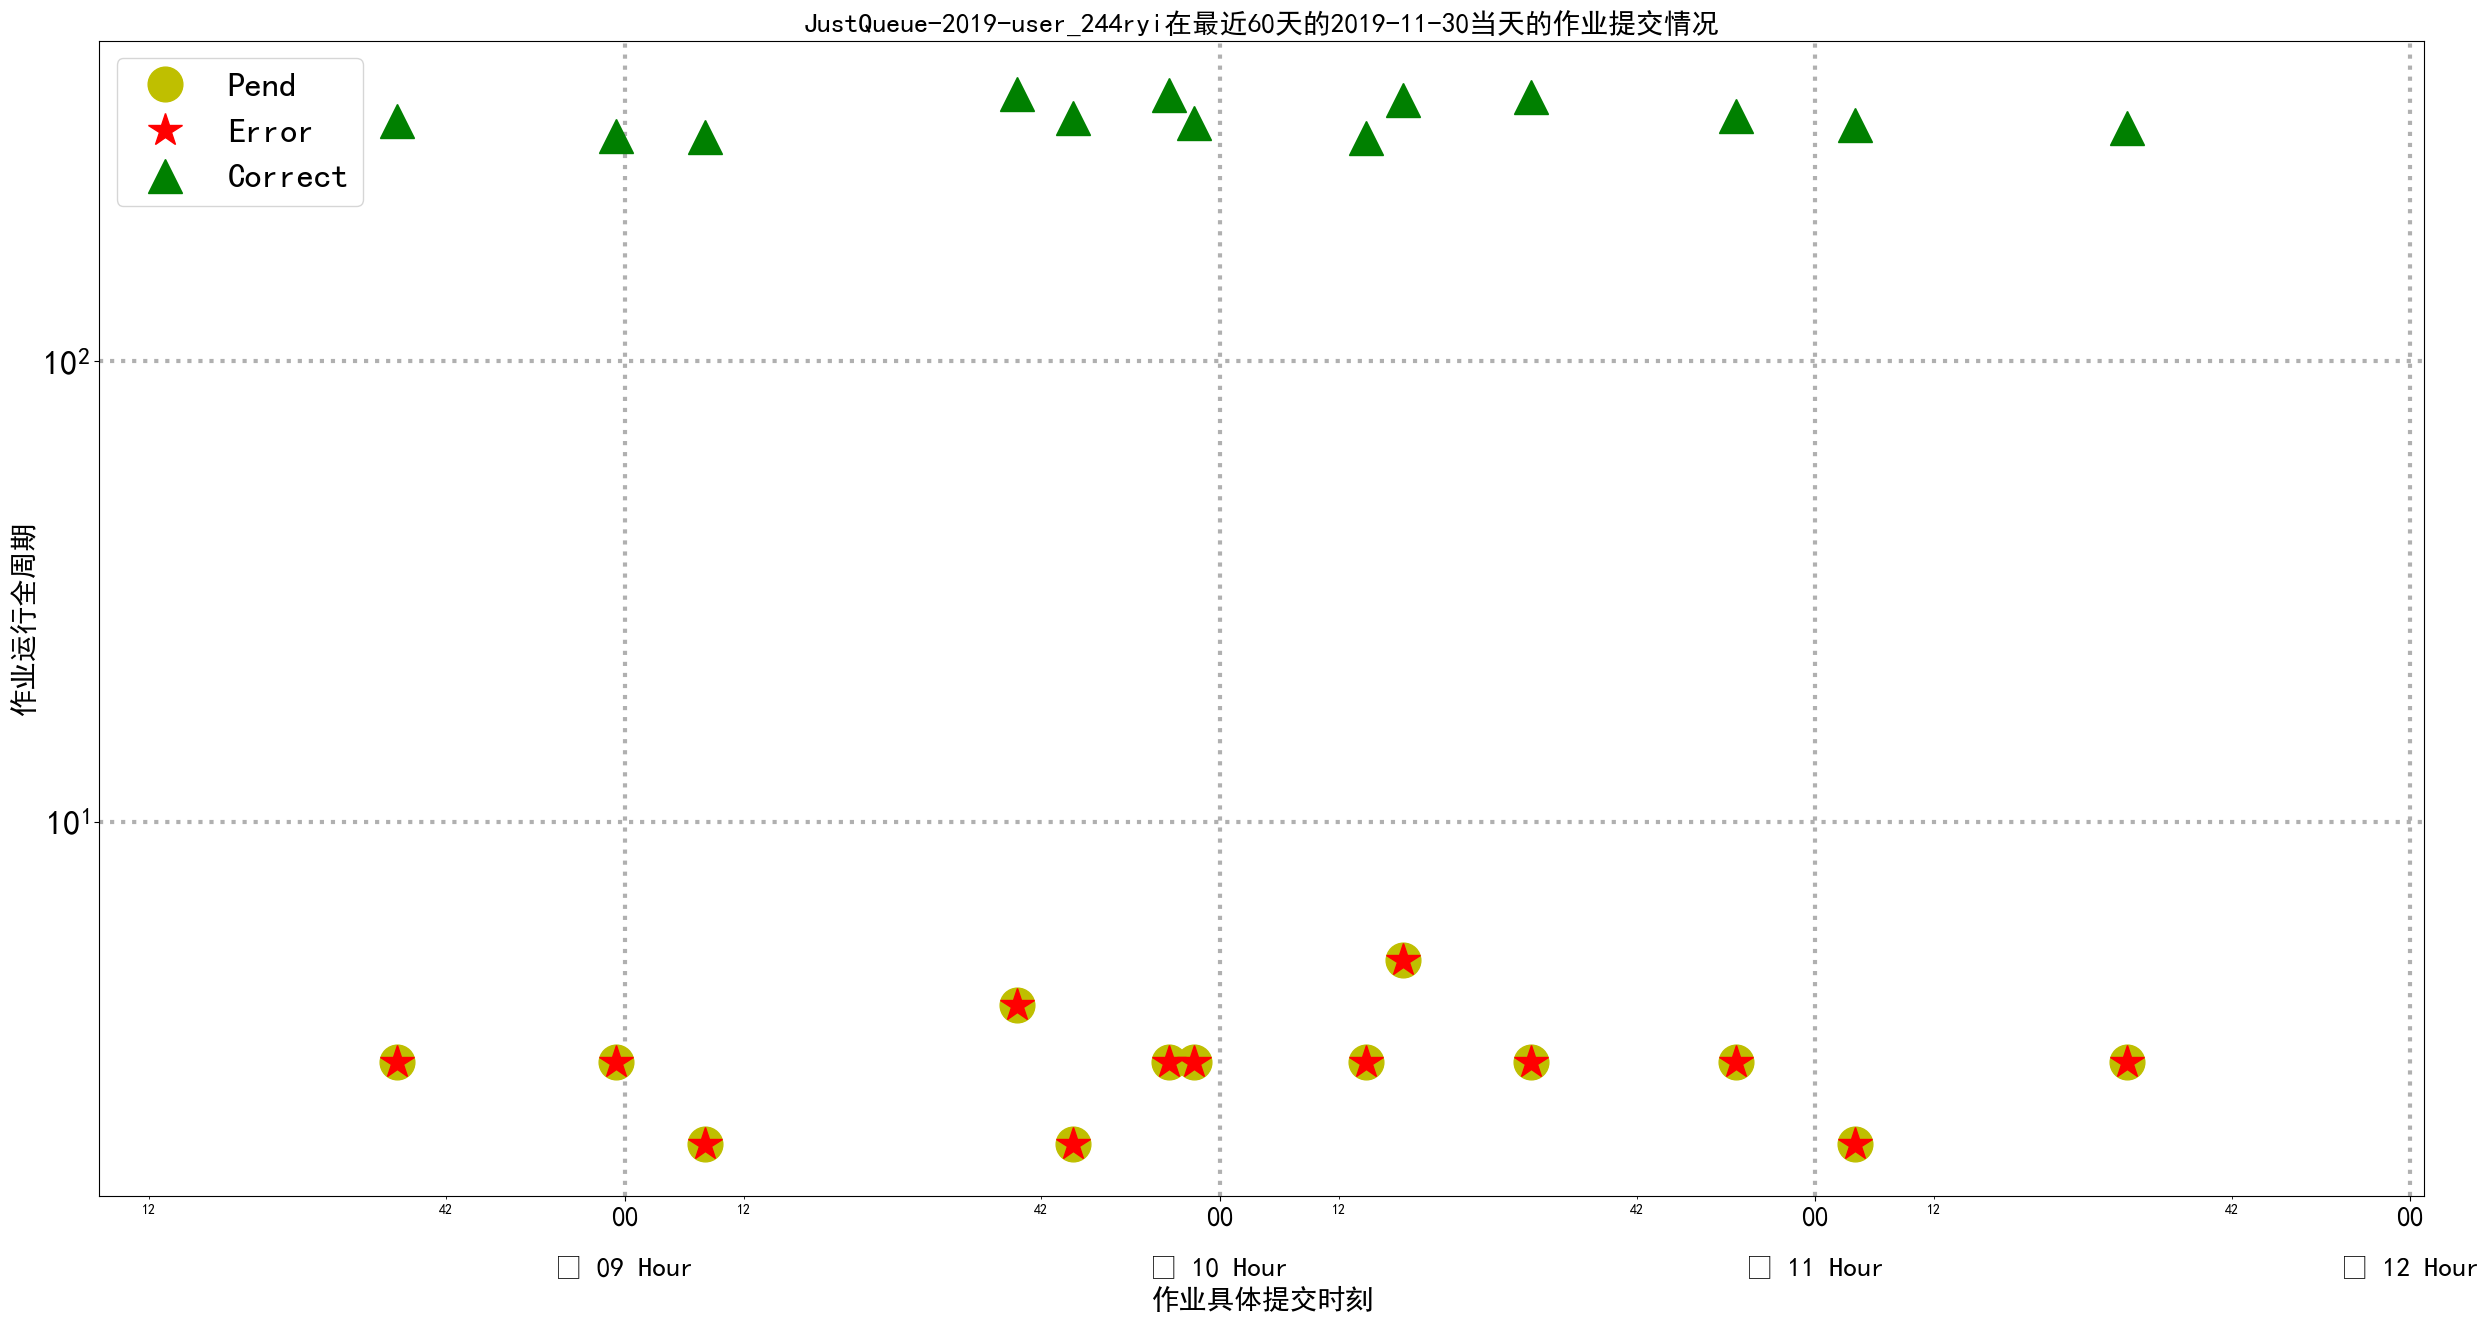 JustQueue-2019-user_244ryi在最近60天的2019-11-30当天的作业提交情况
Pend
Error
Correct
10²
10¹
作业运行全周期
12 42 00 12 42 00 12 42 00 12 42 00
□ 09 Hour □ 10 Hour □ 11 Hour □ 12 Hour
作业具体提交时刻